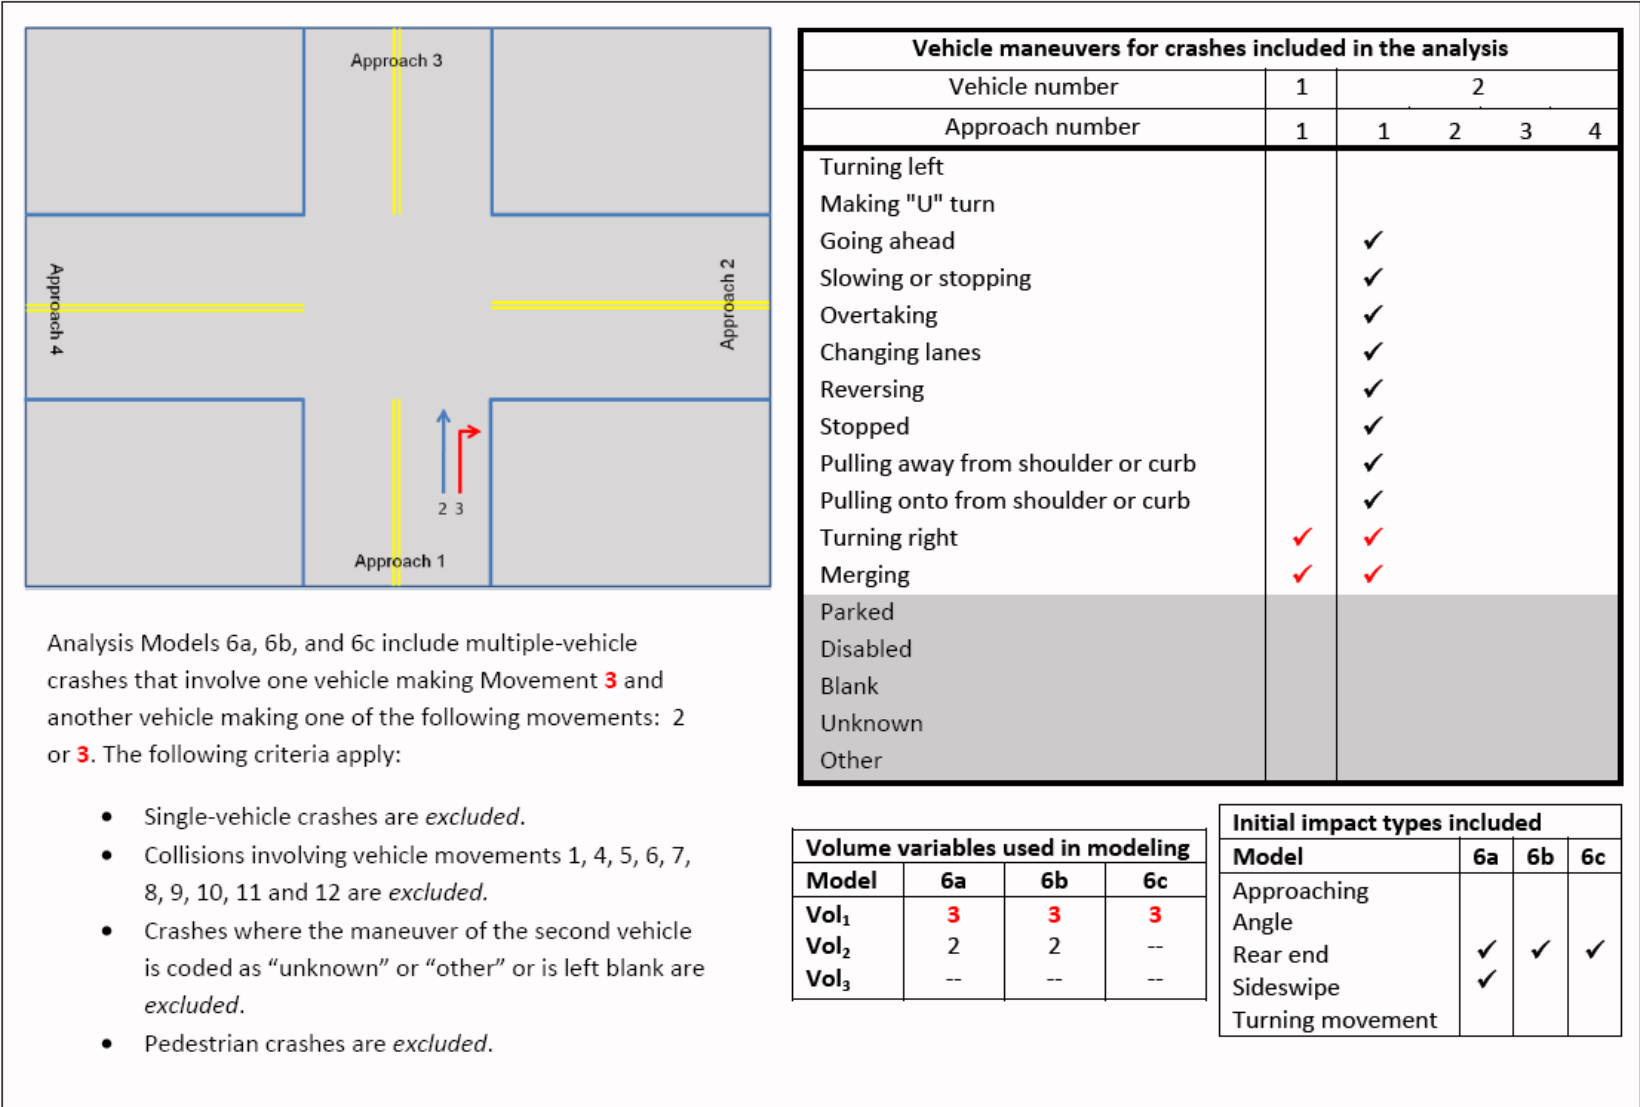 Approach 3
Approach 4
Approach 2
2 3
Approach 1
Analysis Models 6a, 6b, and 6c include multiple-vehicle
crashes that involve one vehicle making Movement 3 and
another vehicle making one of the following movements: 2
or 3. The following criteria apply:
• Single-vehicle crashes are excluded.
• Collisions involving vehicle movements 1, 4, 5, 6, 7,
8, 9, 10, 11 and 12 are excluded.
• Crashes where the maneuver of the second vehicle
is coded as “unknown” or “other” or is left blank are
excluded.
• Pedestrian crashes are excluded.
Vehicle maneuvers for crashes included in the analysis
Vehicle number 1 2
Approach number 1 1 2 3 4
Turning left
Making "U" turn
Going ahead ✓
Slowing or stopping ✓
Overtaking ✓
Changing lanes ✓
Reversing ✓
Stopped ✓
Pulling away from shoulder or curb ✓
Pulling onto from shoulder or curb ✓
Turning right ✓ ✓
Merging ✓ ✓
Parked
Disabled
Blank
Unknown
Other
Volume variables used in modeling
Model 6a 6b 6c
Vol1 3 3 3
Vol2 2 2 --
Vol3 -- -- --
Initial impact types included
Model 6a 6b 6c
Approaching
Angle
Rear end ✓ ✓ ✓
Sideswipe ✓
Turning movement